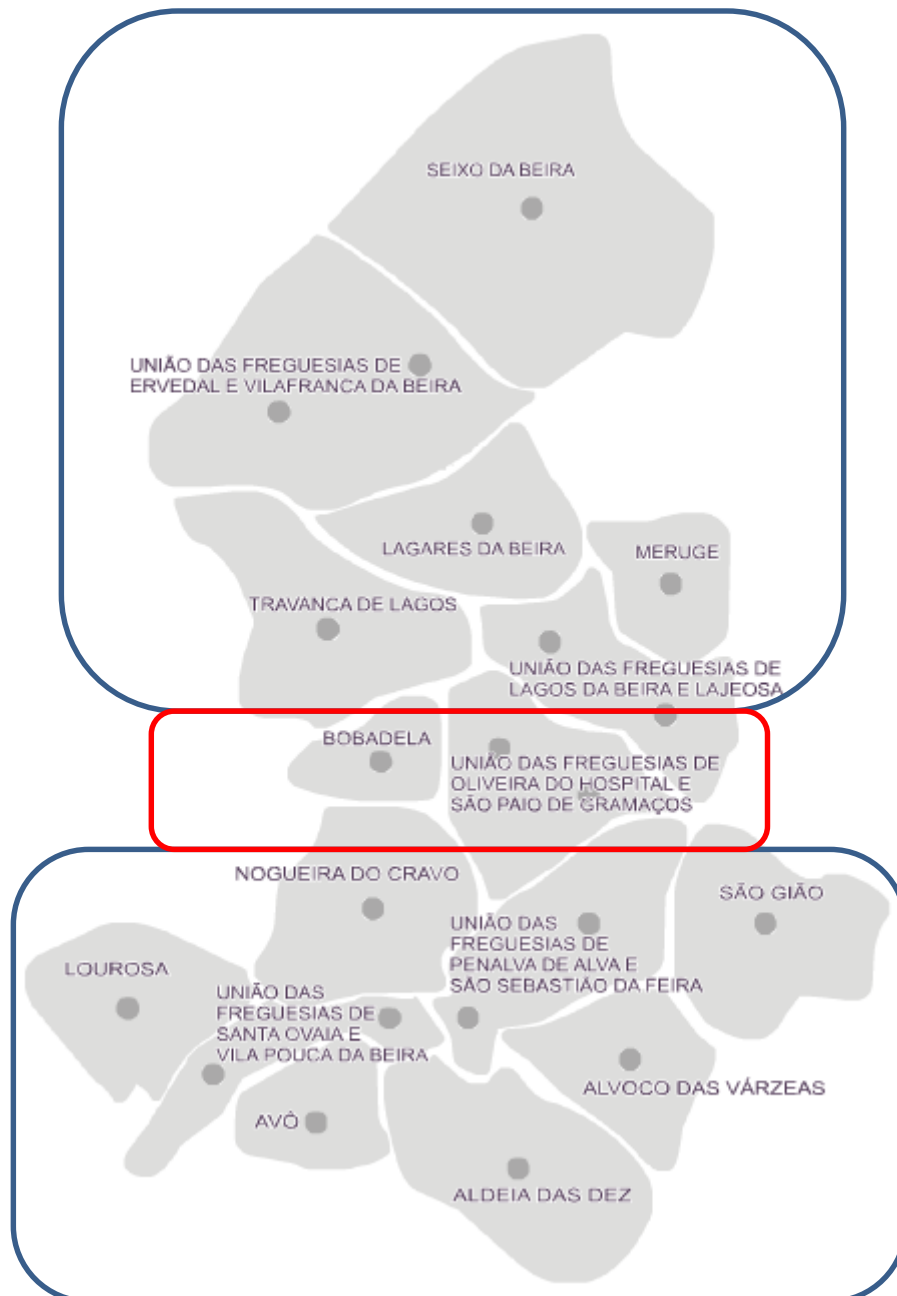 SEIXO DA BEIRA
UNIÃO DAS FREGUESIAS DE
ERVEDAL E VILAFRANCA DA BEIRA
LAGARES DA BEIRA
MERUGE
TRAVANCA DE LAGOS
UNIÃO DAS FREGUESIAS DE
LAGOS DA BEIRA E LAJEOSA
BOBADELA
UNIÃO DAS FREGUESIAS DE
OLIVEIRA DO HOSPITAL E
SÃO PAIO DE GRAMAÇOS
NOGUEIRA DO CRAVO
SÃO GIÃO
UNIÃO DAS
FREGUESIAS DE
PENALVA DE ALVA E
SÃO SEBASTIÃO DA FEIRA
LOUROSA
UNIÃO DAS
FREGUESIAS DE
SANTA OVAIA E
VILA POUCA DA BEIRA
ALVOCO DAS VÁRZEAS
AVÔ
ALDEIA DAS DEZ